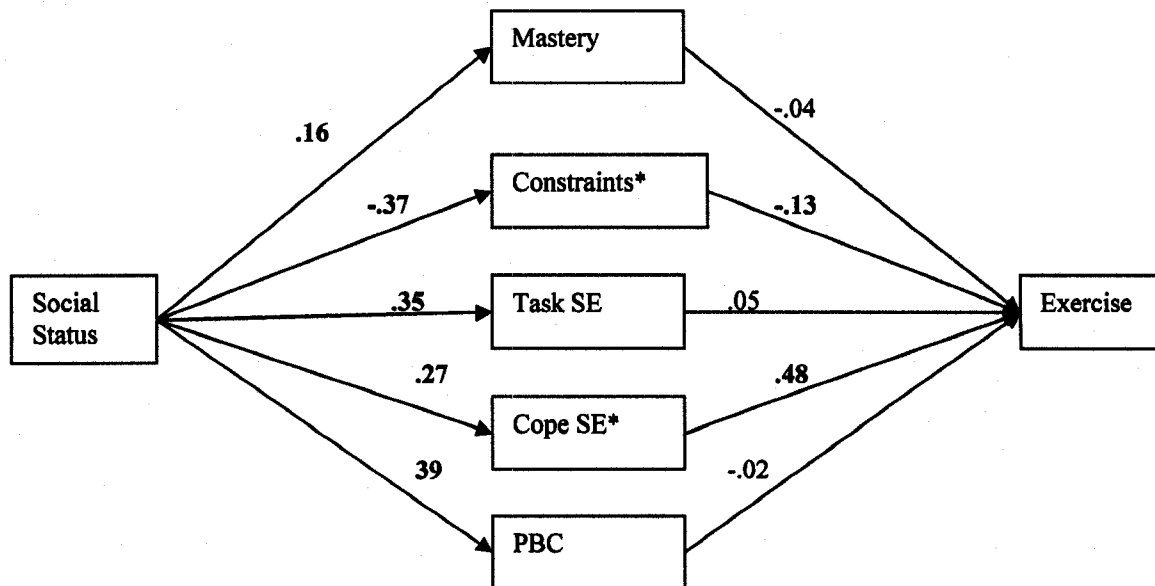 Mastery
.16
-.04
Constraints*
-.37
-.13
Social
Status
.35
Task SE
.05
Exercise
.27
Cope SE*
.48
39
PBC
-.02